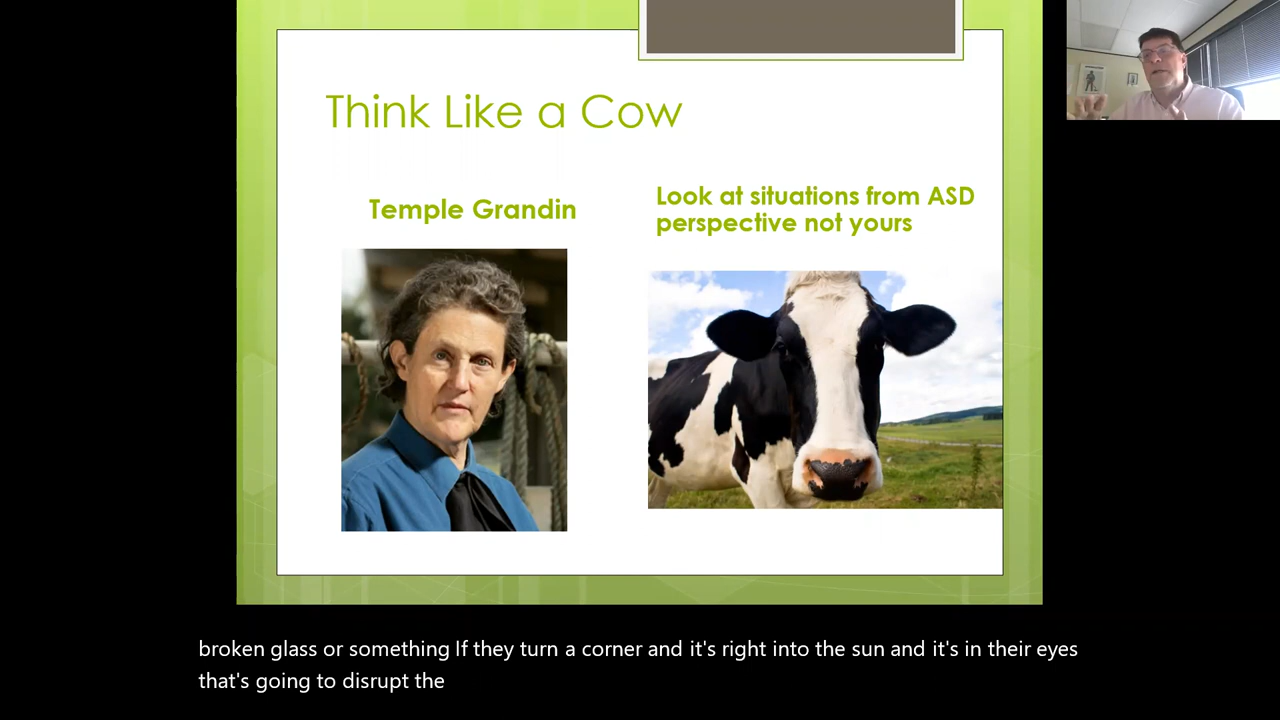 Think Like a Cow
Temple Grandin
Look at situations from ASD
perspective not yours
broken glass or something If they turn a corner and it's right into the sun and it's in their eyes
that's going to disrupt the